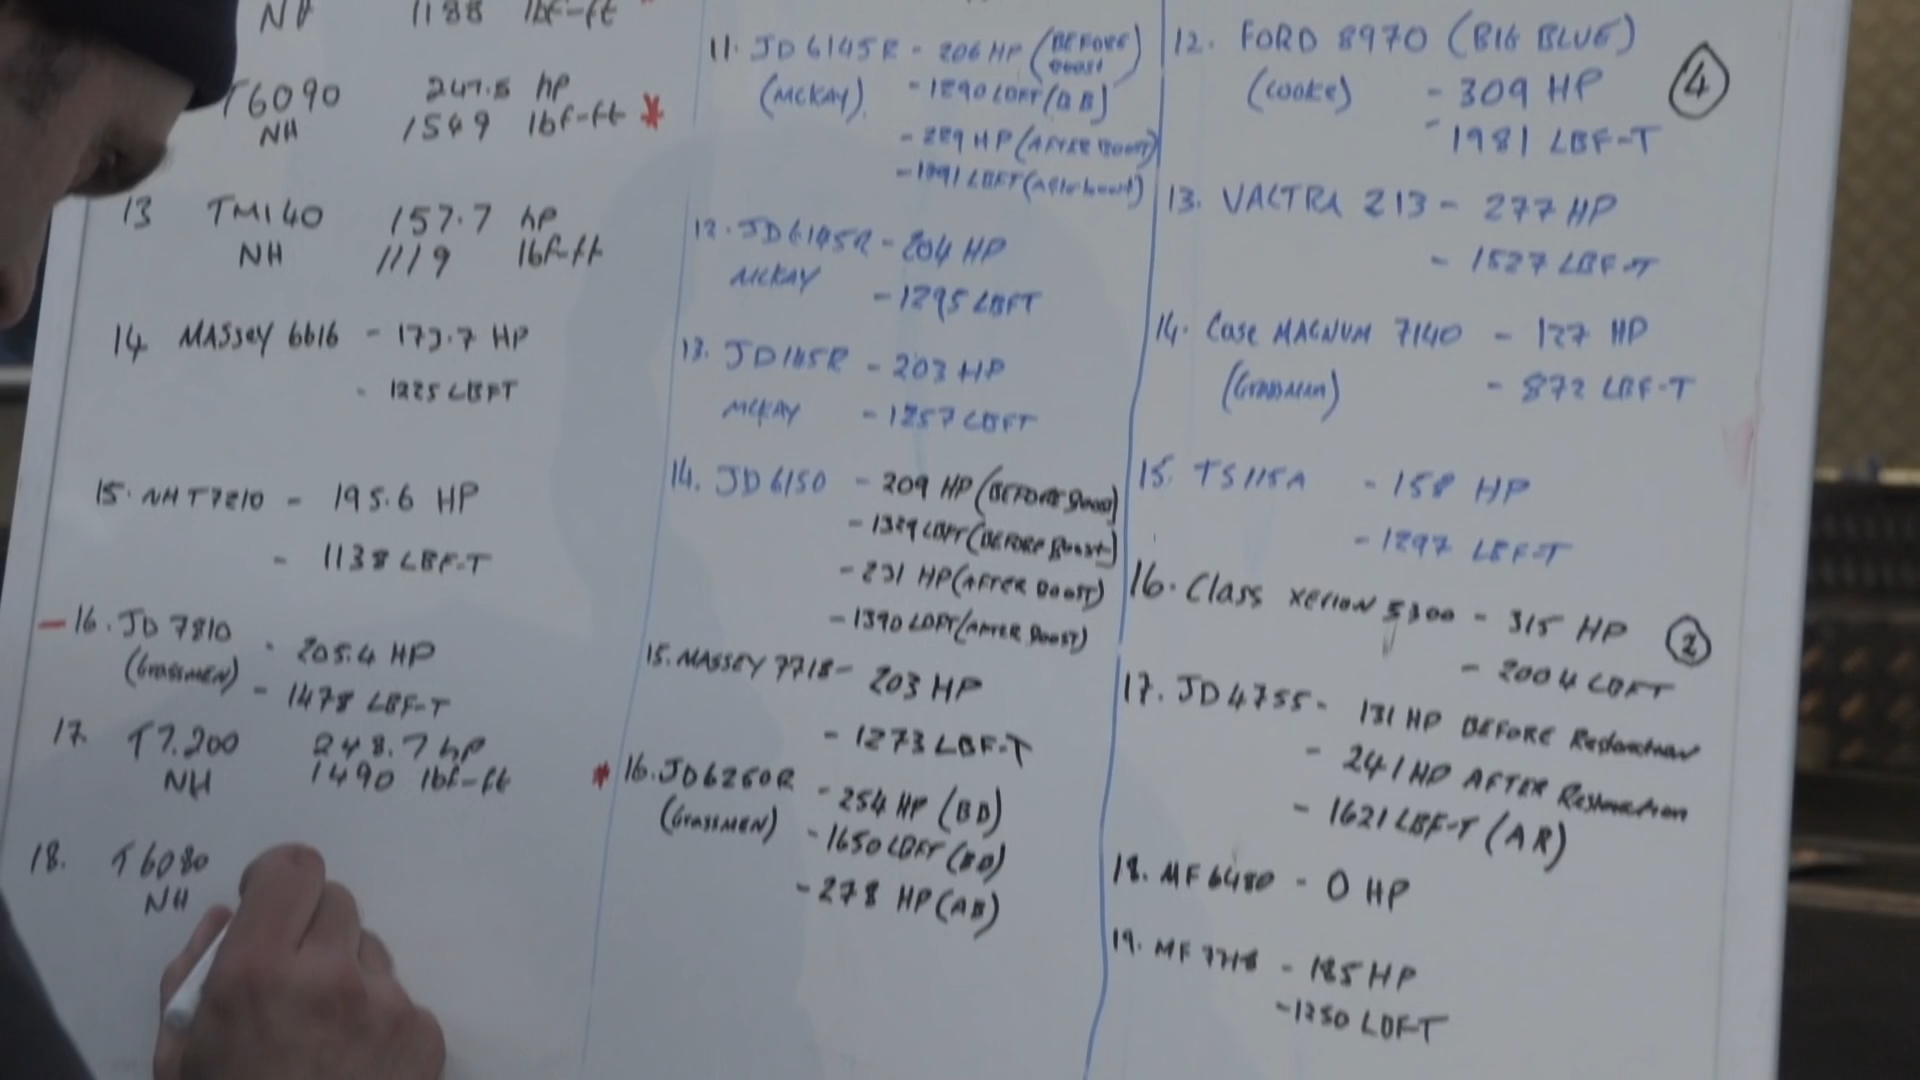 NH 1188 lbf-ft
T6090 247.5 hp
NH 1549 lbf-ft *
13 TM140 157.7 hp
NH 1119 lbf-ft
14 MASSEY 6616 - 173.7 HP
- 1225 LBFT
15. NH T7210 - 195.6 HP
- 1138 LBF-T
- 16. JD 7810 - 205.4 HP
(GrassMEN) - 1478 LBF-T
17. T7.200 248.7 hp
NH 1490 lbf-ft
18. T6080
NH
11. JD 6145R - 206 HP (BEFORE Boost)
(MCKAY) - 1290 LBFT (BB)
- 229 HP (AFTER BOOST)
- 1391 LBFT (After boost)
12. JD6145R - 204 HP
MCKAY - 1295 LBFT
13. JD145R - 203 HP
MCKAY - 1257 LBFT
14. JD 6150 - 209 HP (BEFORE Boost)
- 1329 LBFT (BEFORE Boost)
- 231 HP (AFTER BOOST)
- 1390 LBFT (AFTER BOOST)
15. MASSEY 7718 - 203 HP
- 1273 LBF-T
* 16. JD6250R - 254 HP (BB)
(GrassMEN) - 1650 LBFT (BB)
- 278 HP (AB)
12. FORD 8970 (BIG BLUE) 4
(COOKE) - 309 HP
- 1981 LBF-T
13. VALTRA 213 - 277 HP
- 1527 LBF-T
14. Case MAGNUM 7140 - 127 HP
(Grassmen) - 872 LBF-T
15. TS115A - 158 HP
- 1297 LBF-T
16. Class xerion 5300 - 315 HP 2
- 2004 LBFT
17. JD4755 - 131 HP BEFORE Restoration
- 241 HP AFTER Restoration
- 1621 LBF-T (AR)
18. MF 6480 - 0 HP
19. MF 7718 - 185 HP
- 1250 LBFT